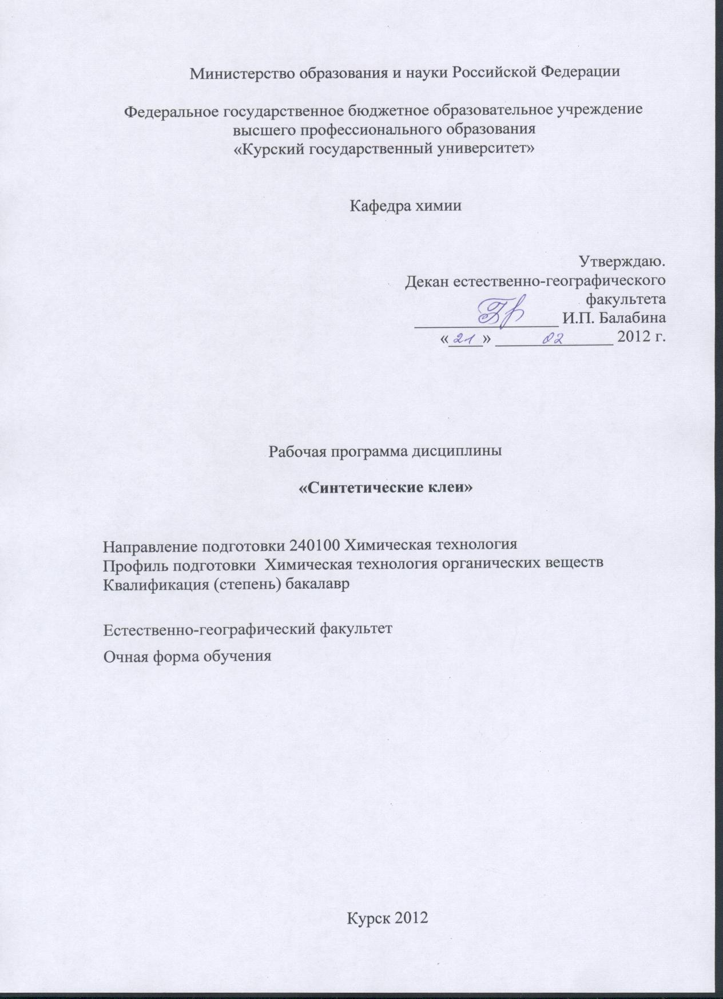 Министерство образования и науки Российской Федерации
Федеральное государственное бюджетное образовательное учреждение
высшего профессионального образования
«Курский государственный университет»
Кафедра химии
Утверждаю.
Декан естественно-географического
факультета
И.П. Балабина
«21» 02 2012 г.
Рабочая программа дисциплины
«Синтетические клеи»
Направление подготовки 240100 Химическая технология
Профиль подготовки Химическая технология органических веществ
Квалификация (степень) бакалавр
Естественно-географический факультет
Очная форма обучения
Курск 2012